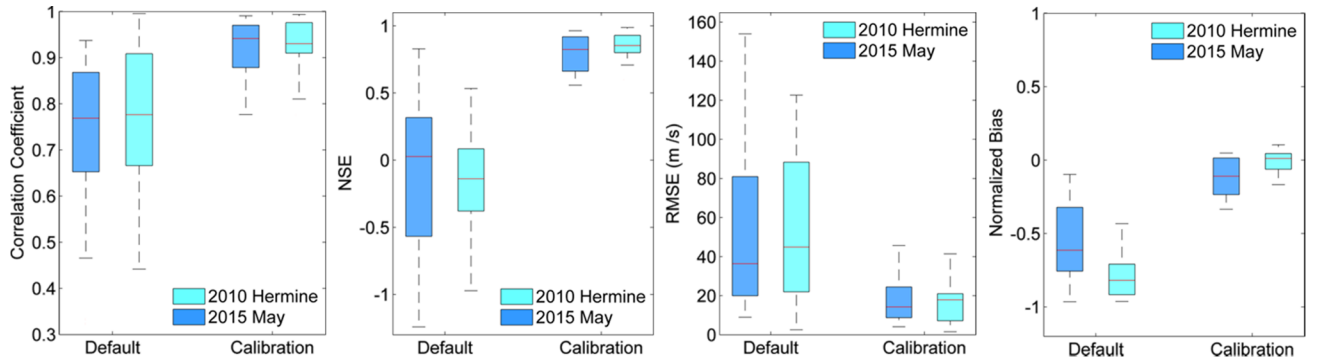 Correlation Coefficient
1
0.9
0.8
0.7
0.6
0.5
0.4
0.3
2010 Hermine
2015 May
Default
Calibration
NSE
1
0.5
0
-0.5
-1
2010 Hermine
2015 May
Default
Calibration
RMSE (m /s)
160
140
120
100
80
60
40
20
0
2010 Hermine
2015 May
Default
Calibration
Normalized Bias
1
0.5
0
-0.5
-1
2010 Hermine
2015 May
Default
Calibration